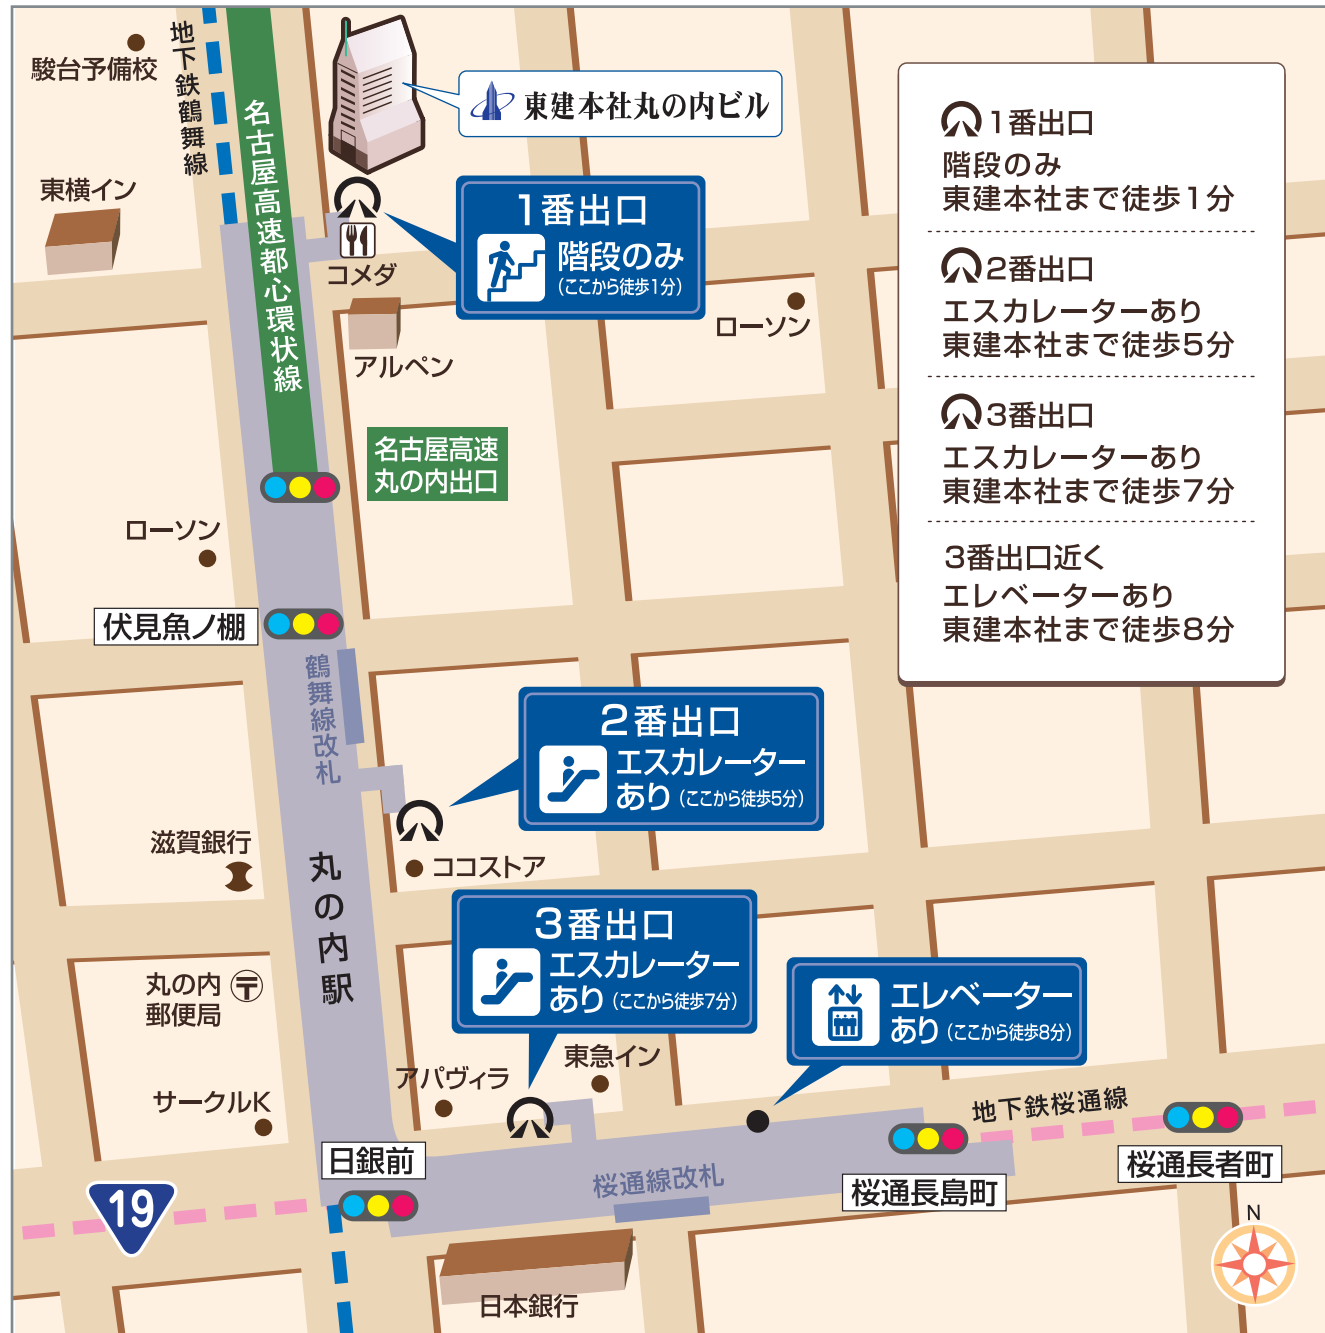 駿台予備校
地下鉄鶴舞線
名古屋高速都心環状線
東建本社丸の内ビル
東横イン
1番出口
階段のみ
(ここから徒歩1分)
コメダ
アルペン
ローソン
名古屋高速
丸の内出口
1番出口
階段のみ
東建本社まで徒歩1分
2番出口
エスカレーターあり
東建本社まで徒歩5分
3番出口
エスカレーターあり
東建本社まで徒歩7分
3番出口近く
エレベーターあり
東建本社まで徒歩8分
ローソン
伏見魚ノ棚
鶴舞線改札
2番出口
エスカレーター
あり(ここから徒歩5分)
滋賀銀行
ココストア
丸の内駅
3番出口
エスカレーター
あり(ここから徒歩7分)
丸の内
郵便局
エレベーター
あり(ここから徒歩8分)
東急イン
アパヴィラ
サークルK
地下鉄桜通線
日銀前
桜通線改札
桜通長島町
桜通長者町
19
日本銀行
N